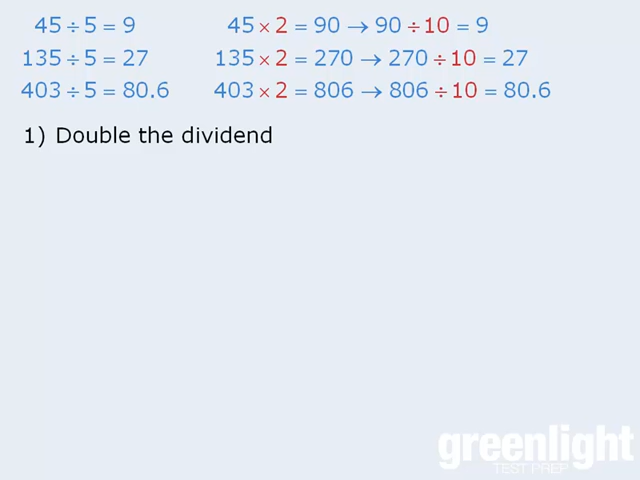 45 ÷ 5 = 9 45 × 2 = 90 → 90 ÷ 10 = 9
135 ÷ 5 = 27 135 × 2 = 270 → 270 ÷ 10 = 27
403 ÷ 5 = 80.6 403 × 2 = 806 → 806 ÷ 10 = 80.6
1) Double the dividend
greenlight
TEST PREP